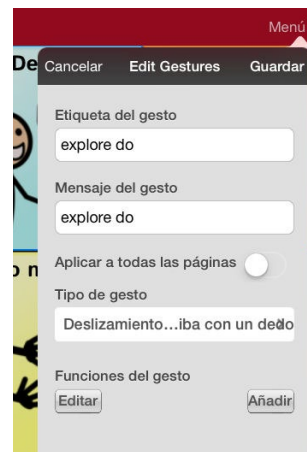 Menú
De
Cancelar Edit Gestures Guardar
Etiqueta del gesto
explore do
Mensaje del gesto
explore do
Aplicar a todas las páginas
o n
Tipo de gesto
Deslizamiento...iba con un dedo
Funciones del gesto
Editar Añadir